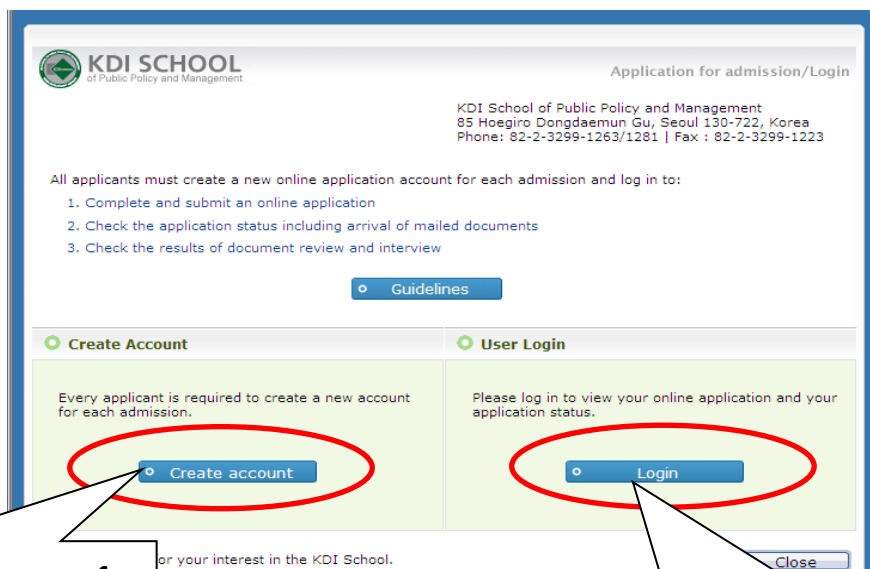 KDI SCHOOL
of Public Policy and Management
Application for admission/Login
KDI School of Public Policy and Management
85 Hoegiro Dongdaemun Gu, Seoul 130-722, Korea
Phone: 82-2-3299-1263/1281 | Fax : 82-2-3299-1223
All applicants must create a new online application account for each admission and log in to:
1. Complete and submit an online application
2. Check the application status including arrival of mailed documents
3. Check the results of document review and interview
Guidelines
Create Account
Every applicant is required to create a new account
for each admission.
Create account
User Login
Please log in to view your online application and your
application status.
Login
or your interest in the KDI School.
Close